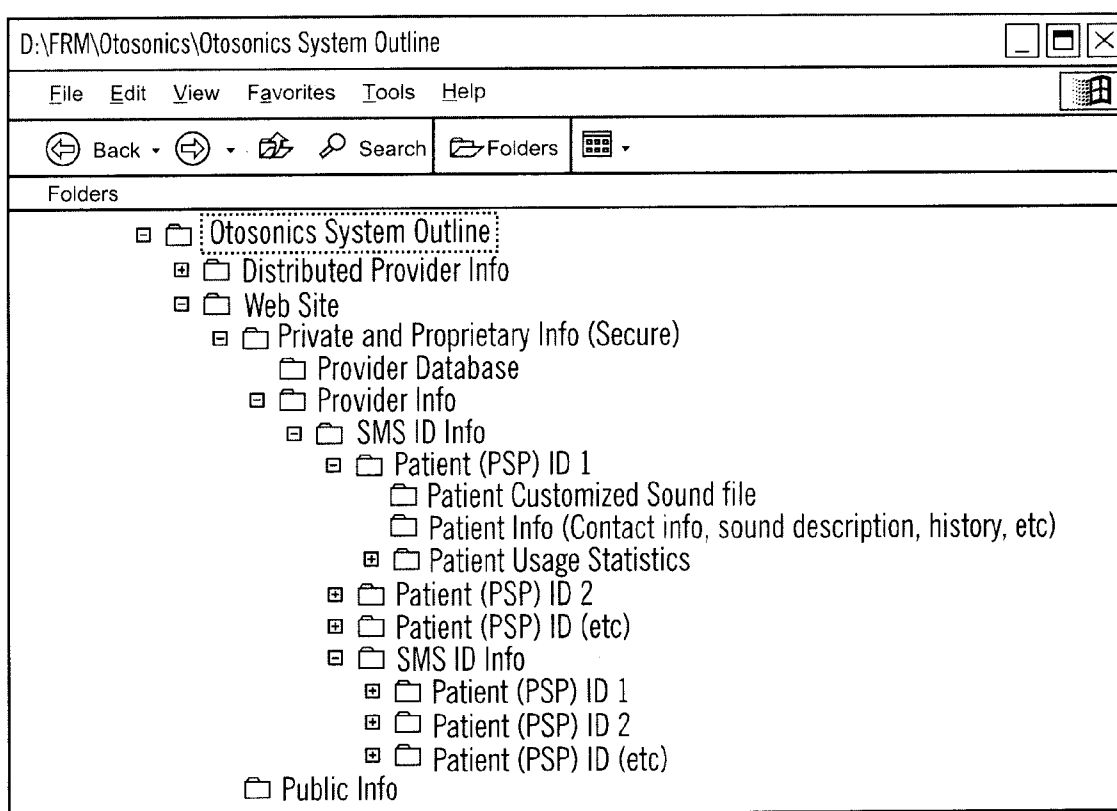 D:\FRM\Otosonics\Otosonics System Outline
File Edit View Favorites Tools Help
Back Search Folders
Folders
Otosonics System Outline
Distributed Provider Info
Web Site
Private and Proprietary Info (Secure)
Provider Database
Provider Info
SMS ID Info
Patient (PSP) ID 1
Patient Customized Sound file
Patient Info (Contact info, sound description, history, etc)
Patient Usage Statistics
Patient (PSP) ID 2
Patient (PSP) ID (etc)
SMS ID Info
Patient (PSP) ID 1
Patient (PSP) ID 2
Patient (PSP) ID (etc)
Public Info